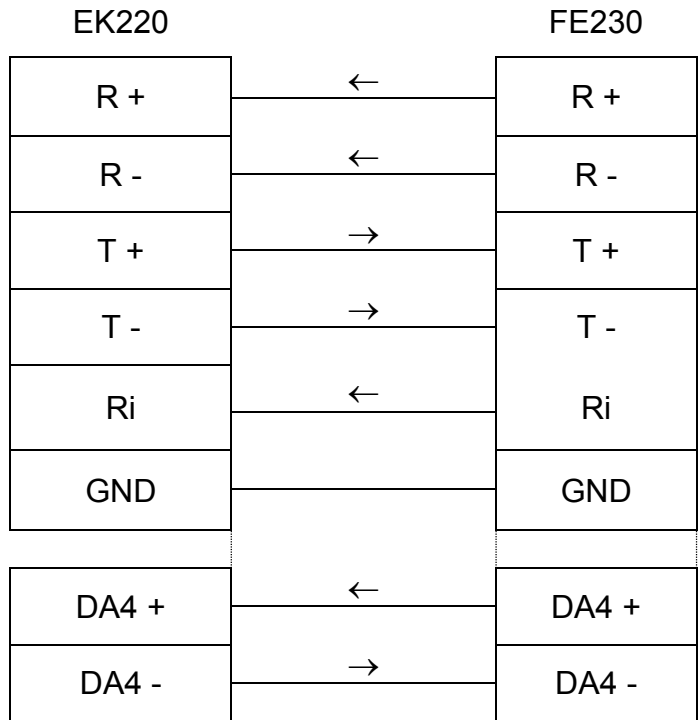 EK220 FE230
R + ← R +
R - ← R -
T + → T +
T - → T -
Ri ← Ri
GND GND
DA4 + ← DA4 +
DA4 - → DA4 -